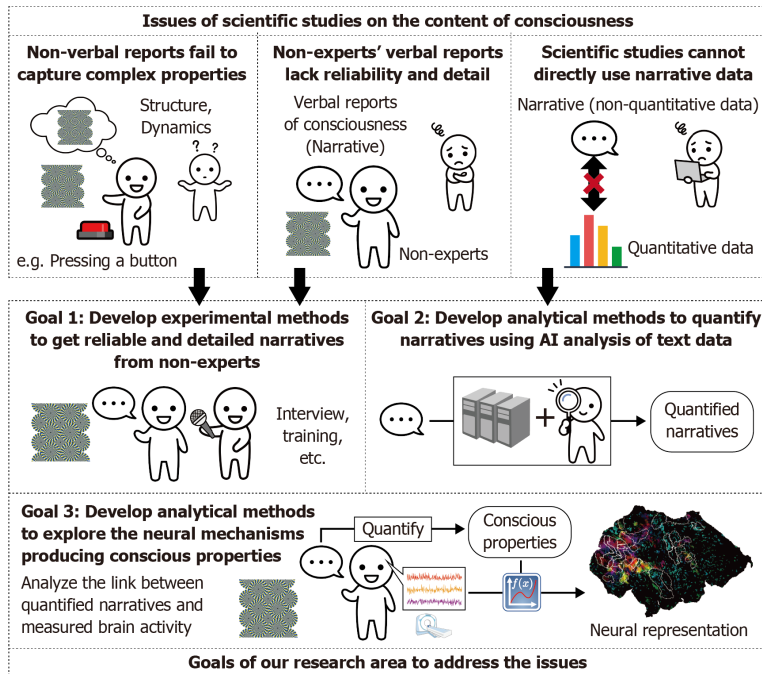 Issues of scientific studies on the content of consciousness
Non-verbal reports fail to
capture complex properties
Structure,
Dynamics
? ?
e.g. Pressing a button
Non-experts' verbal reports
lack reliability and detail
Verbal reports
of consciousness
(Narrative)
Non-experts
Scientific studies cannot
directly use narrative data
Narrative (non-quantitative data)
Quantitative data
Goal 1: Develop experimental methods
to get reliable and detailed narratives
from non-experts
Interview,
training,
etc.
Goal 2: Develop analytical methods to quantify
narratives using AI analysis of text data
+
Quantified
narratives
Goal 3: Develop analytical methods
to explore the neural mechanisms
producing conscious properties
Analyze the link between
quantified narratives and
measured brain activity
Quantify
Conscious
properties
f(x)
Neural representation
Goals of our research area to address the issues